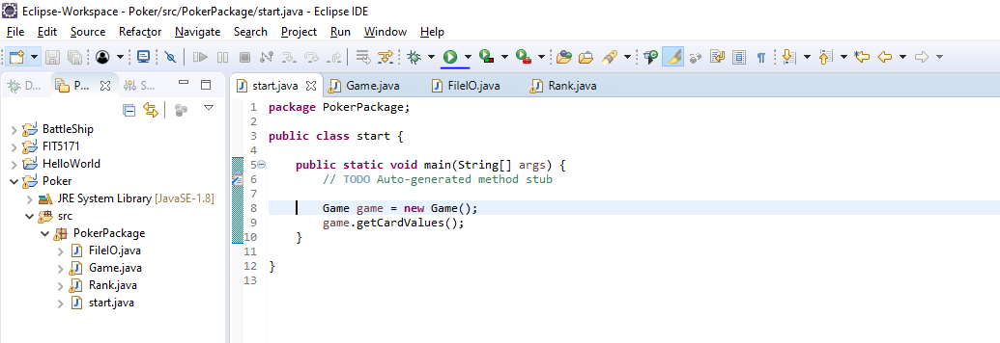 Eclipse-Workspace - Poker/src/PokerPackage/start.java - Eclipse IDE
File Edit Source Refactor Navigate Search Project Run Window Help
D... P... S...
start.java Game.java FileIO.java Rank.java
BattleShip
FIT5171
HelloWorld
Poker
JRE System Library [JavaSE-1.8]
src
PokerPackage
FileIO.java
Game.java
Rank.java
start.java
1 package PokerPackage;
2
3 public class start {
4
5 public static void main(String[] args) {
6 // TODO Auto-generated method stub
7
8 Game game = new Game();
9 game.getCardValues();
10 }
11
12 }
13